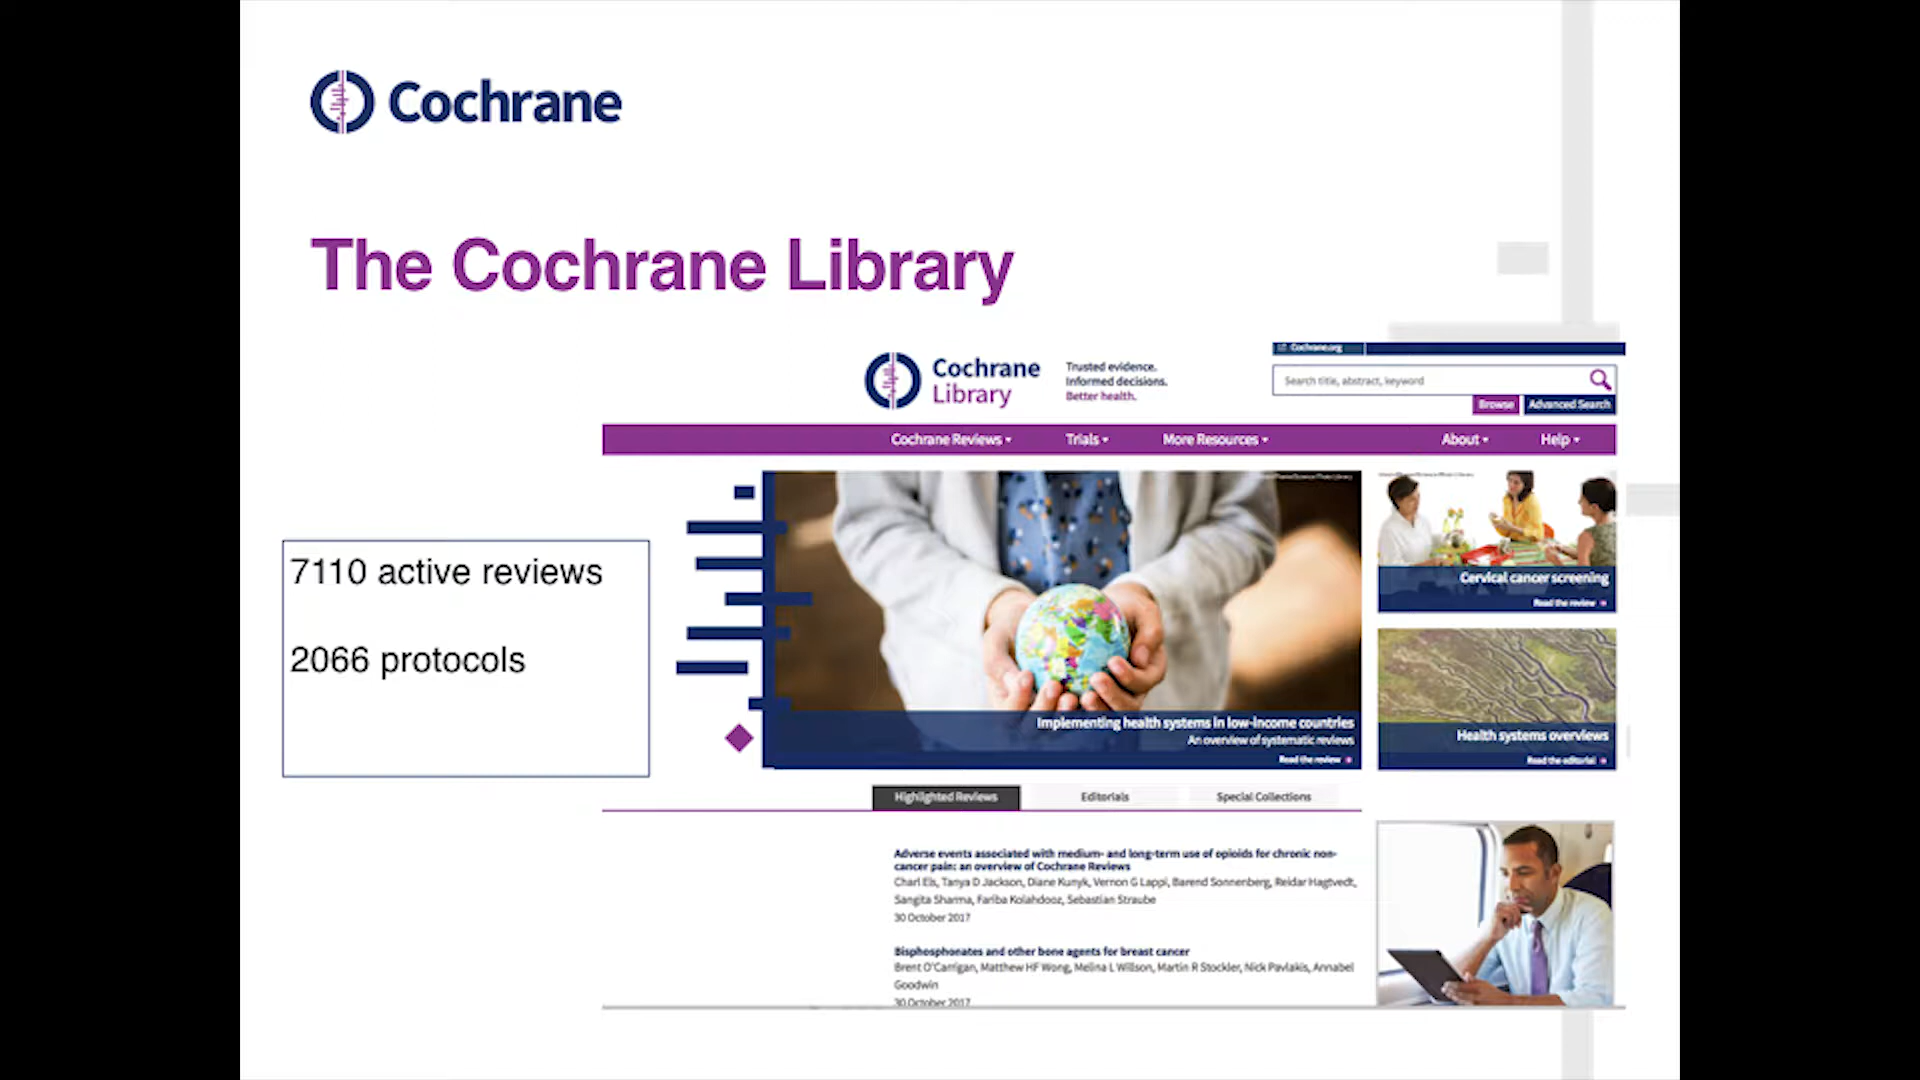 Cochrane
The Cochrane Library
7110 active reviews
2066 protocols
Cochrane.org
Cochrane
Library
Trusted evidence.
Informed decisions.
Better health.
Search title, abstract, keyword
Browse
Advanced Search
Cochrane Reviews
Trials
More Resources
About
Help
Implementing health systems in low-income countries
An overview of systematic reviews
Read the review
Cervical cancer screening
Read the review
Health systems overviews
Read the editorial
Highlighted Reviews
Editorials
Special Collections
Adverse events associated with medium- and long-term use of opioids for chronic non-
cancer pain: an overview of Cochrane Reviews
Charl Els, Tanya D Jackson, Diane Kunyk, Vernon G Lappi, Barend Sonnenberg, Reidar Hagtvedt,
Sangita Sharma, Fariba Kolahdooz, Sebastian Straube
30 October 2017
Bisphosphonates and other bone agents for breast cancer
Brent O'Carrigan, Matthew HF Wong, Melina L Willson, Martin R Stockler, Nick Pavlakis, Annabel
Goodwin
30 October 2017